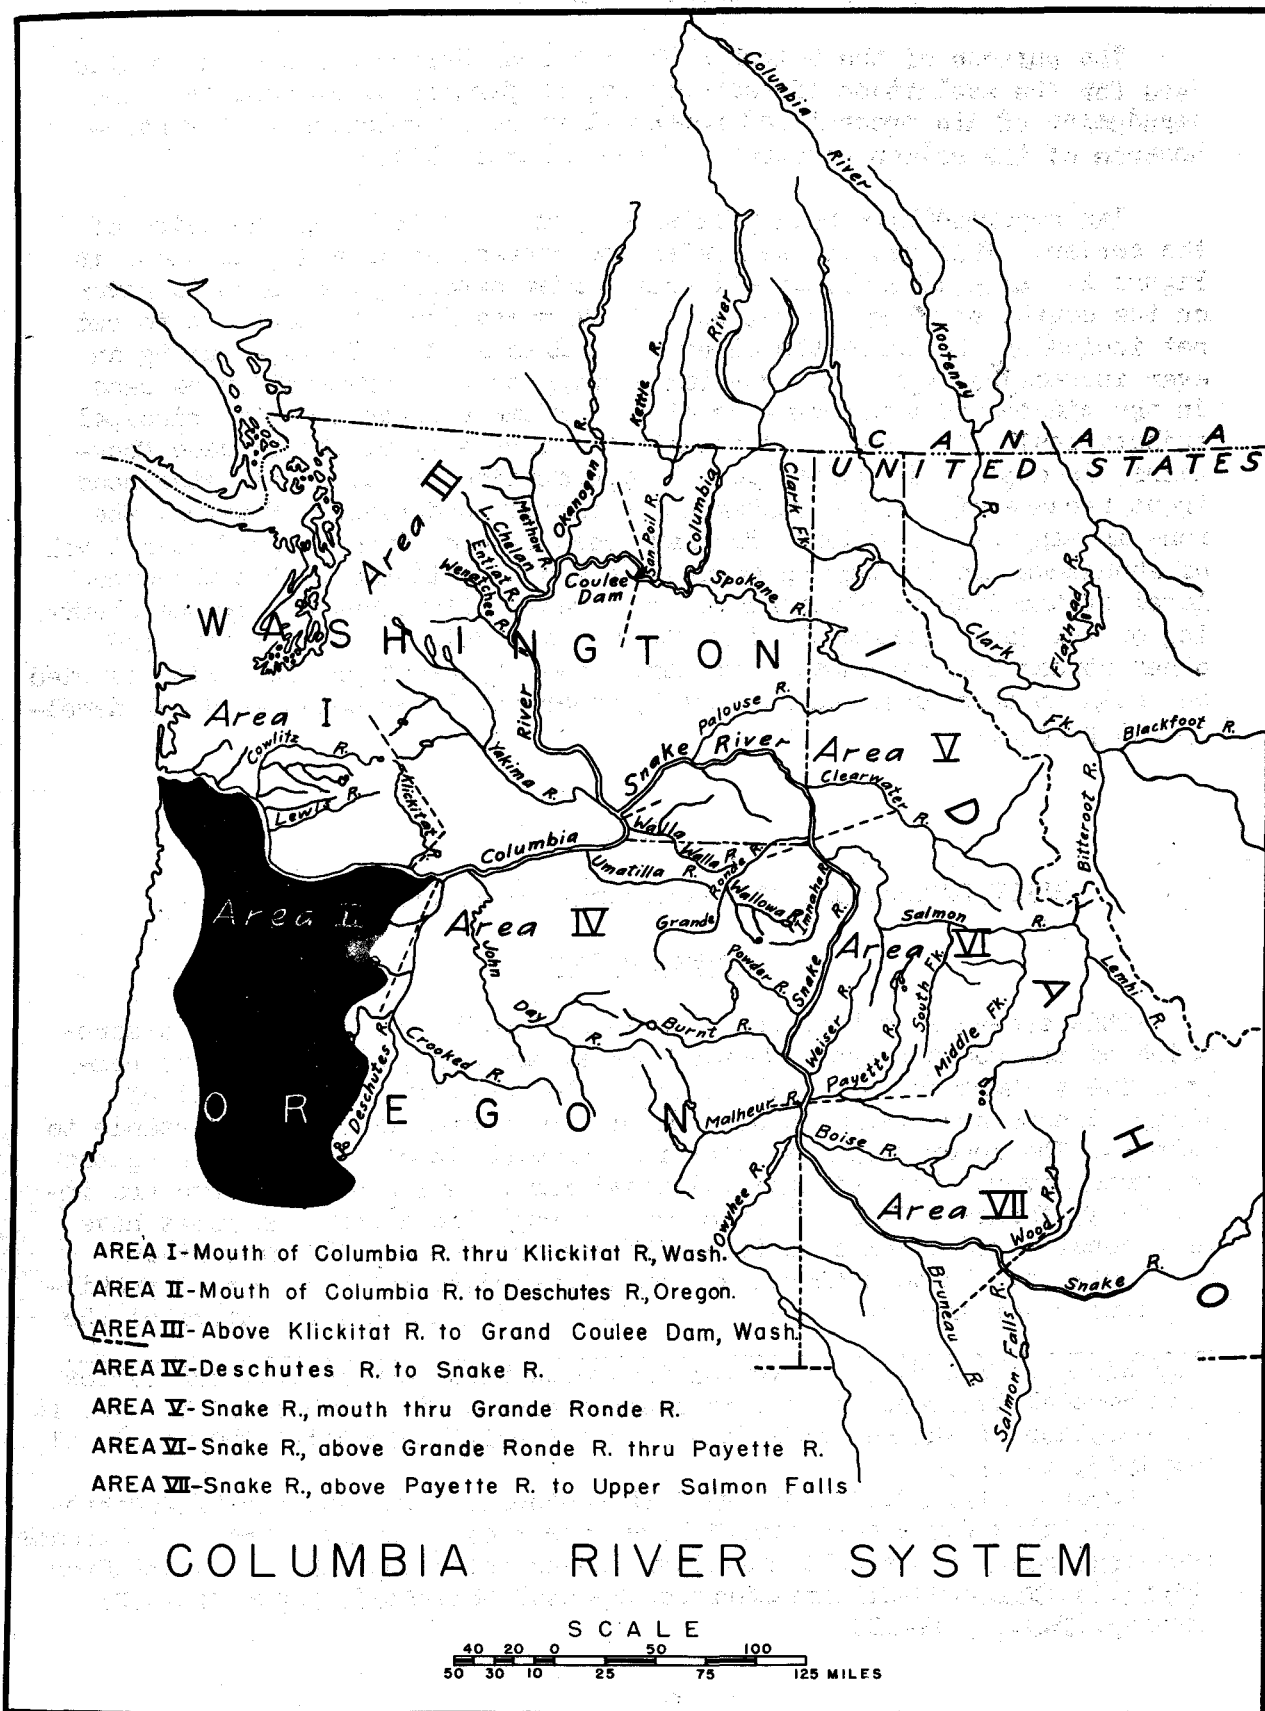 Columbia
River
Kootenay
R.
River
Kettle R.
Okanogan R.
CANADA
UNITED STATES
Area III
Methow R.
L. Chelan
Entiat R.
Wenatchee R.
Coulee
Dam
San Poil R.
Columbia
Clark Fk.
Spokane R.
Clark
Fk.
Flathead R.
Blackfoot R.
Bitterroot R.
WASHINGTON
Area I
Cowlitz R.
Lewis R.
Klickitat
River
Yakima R.
Palouse R.
Snake River
Area V
Clearwater R.
Columbia
Walla
Walla R.
Umatilla R.
Grande Ronde R.
Wallowa R.
Imnaha R.
Area II
Area IV
Salmon R.
Area VI
Lemhi R.
John
Day
R.
Powder R.
Snake R.
Burnt R.
Weiser R.
Payette R.
South Fk.
Middle Fk.
Deschutes R.
Crooked R.
OREGON
Malheur R.
Boise R.
Owyhee R.
Area VII
Wood R.
Bruneau R.
Salmon Falls R.
Snake R.
IDAHO
AREA I-Mouth of Columbia R. thru Klickitat R., Wash.
AREA II-Mouth of Columbia R. to Deschutes R., Oregon.
AREA III-Above Klickitat R. to Grand Coulee Dam, Wash.
AREA IV-Deschutes R. to Snake R.
AREA V-Snake R., mouth thru Grande Ronde R.
AREA VI-Snake R., above Grande Ronde R. thru Payette R.
AREA VII-Snake R., above Payette R. to Upper Salmon Falls
COLUMBIA RIVER SYSTEM
SCALE
40 20 0 50 100
50 30 10 25 75 125 MILES